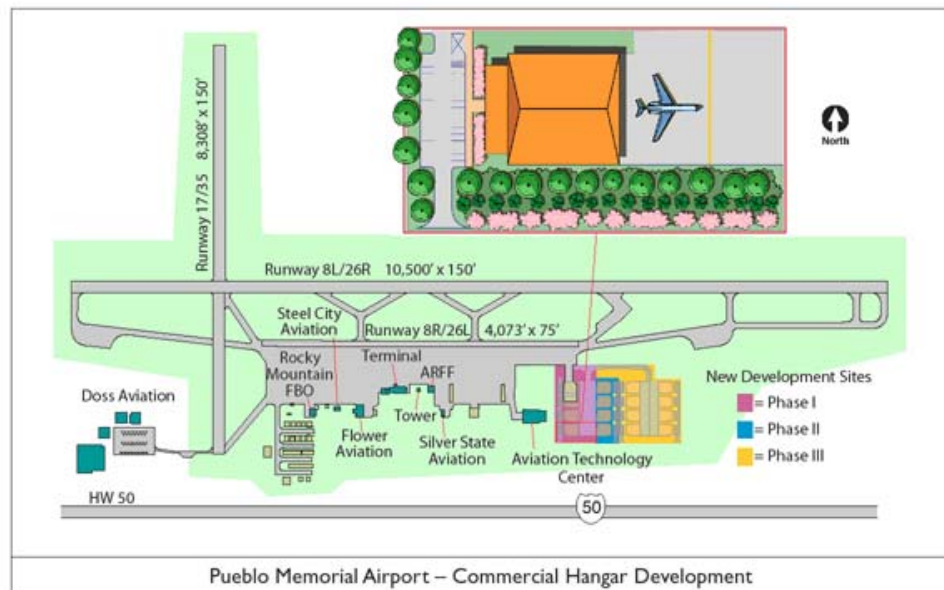 North
Runway 17/35 8,308' x 150'
Runway 8L/26R 10,500' x 150'
Steel City
Aviation
Runway 8R/26L 4,073' x 75'
Rocky
Mountain
FBO
Terminal
ARFF
Tower
Doss Aviation
Flower
Aviation
Silver State
Aviation
Aviation Technology
Center
New Development Sites
= Phase I
= Phase II
= Phase III
HW 50
50
Pueblo Memorial Airport – Commercial Hangar Development